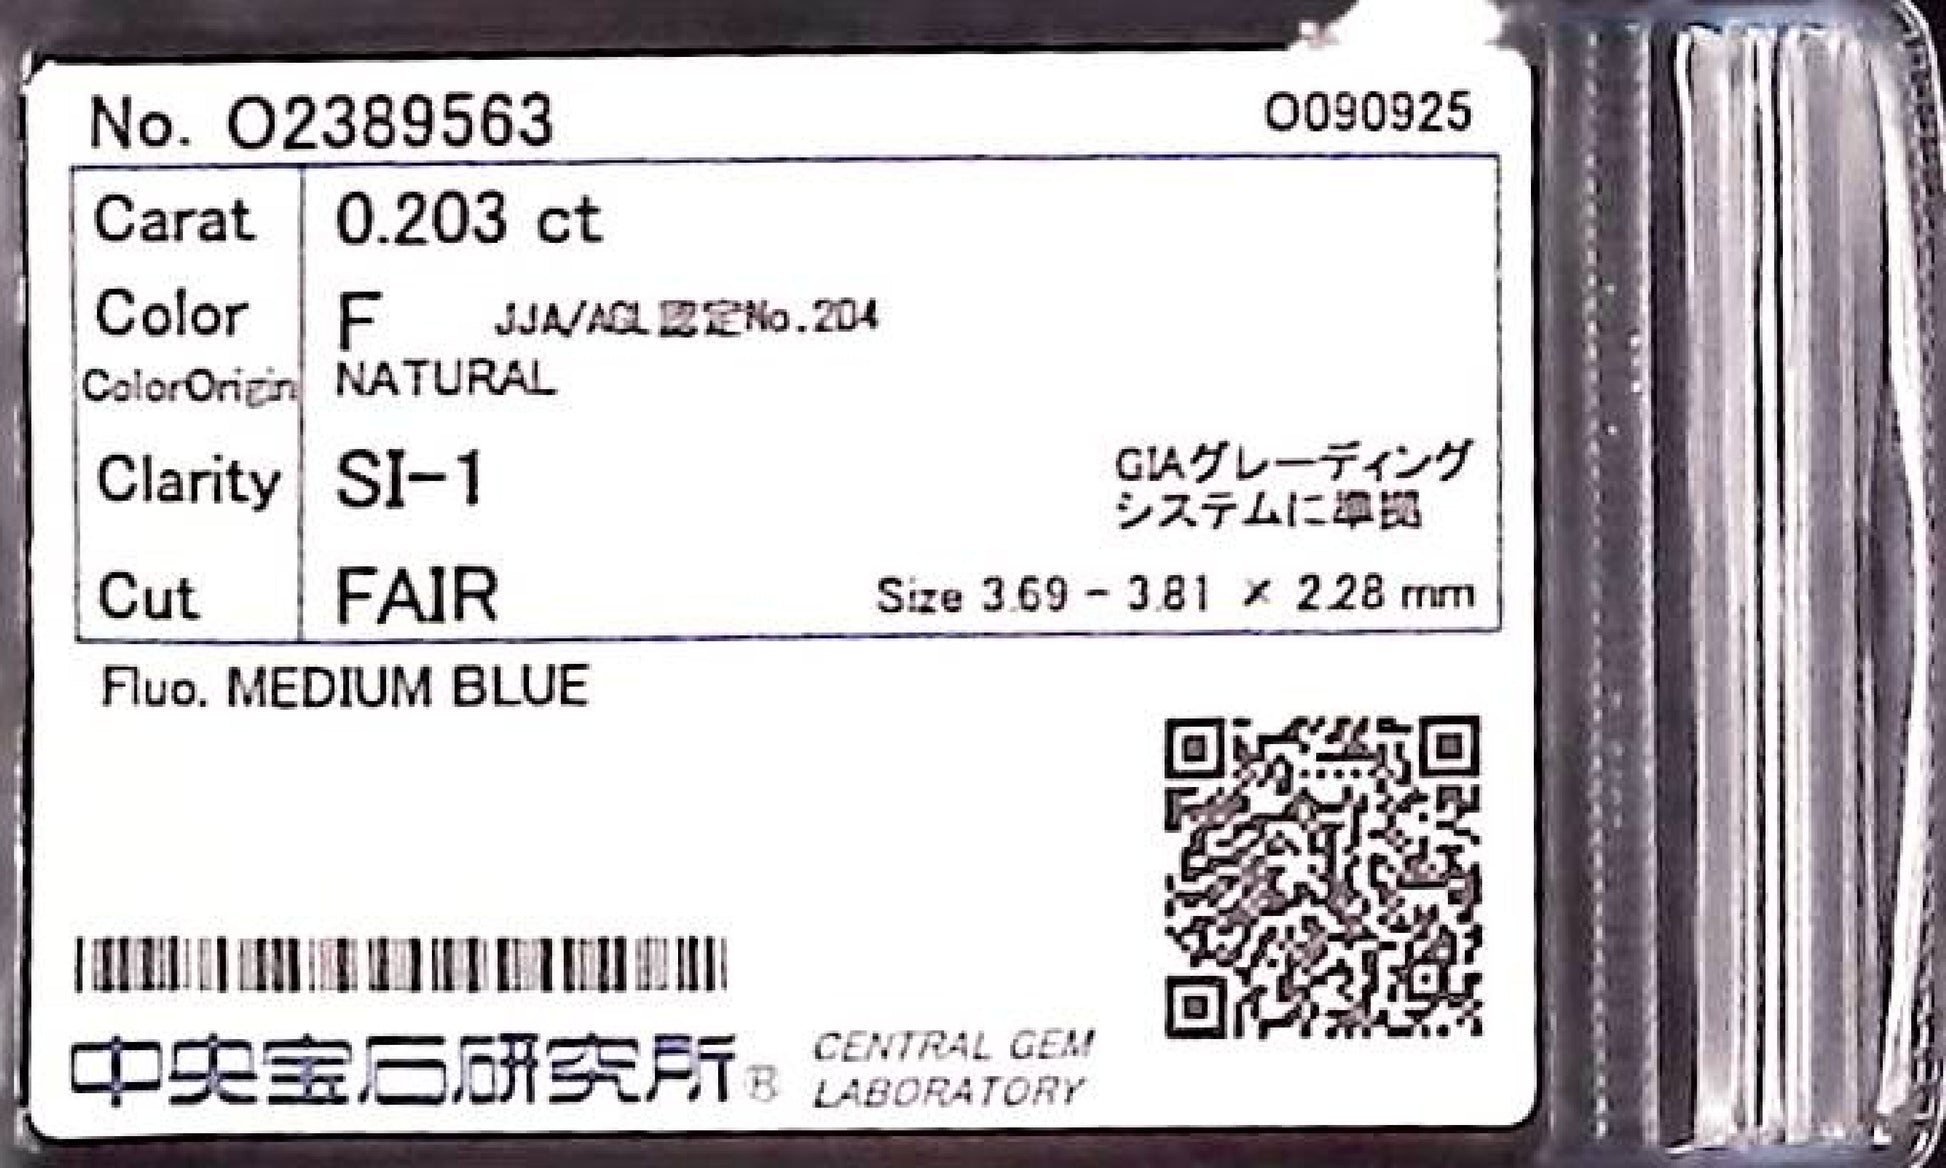 No. O2389563
O090925
Carat 0.203 ct
Color F JJA/AGL認定No.204
ColorOrigin NATURAL
Clarity SI-1
GIAグレーディング
システムに準拠
Cut FAIR Size 3.69 - 3.81 × 2.28 mm
Fluo. MEDIUM BLUE
中央宝石研究所® CENTRAL GEM
LABORATORY